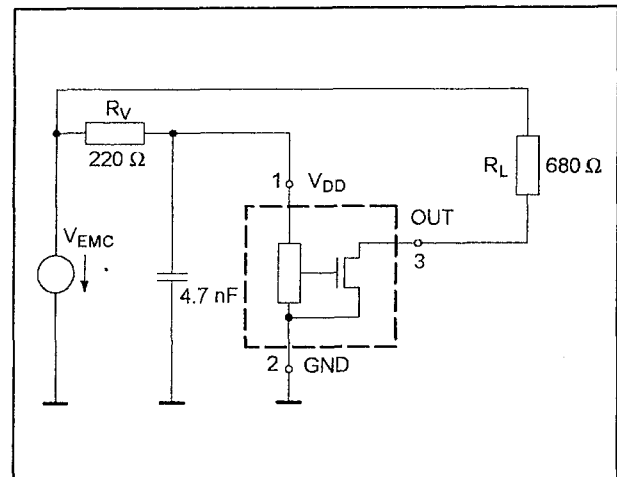 R_V
220 Ω
1
V_DD
R_L
680 Ω
OUT
3
V_EMC
4.7 nF
2
GND